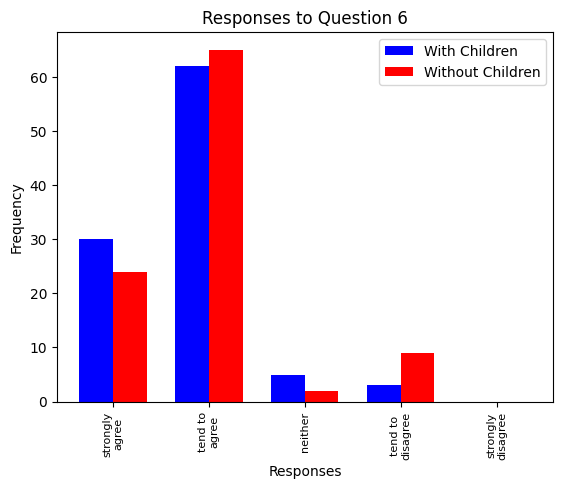 Responses to Question 6
With Children
Without Children
Frequency
60
50
40
30
20
10
0
strongly
agree
tend to
agree
neither
tend to
disagree
strongly
disagree
Responses